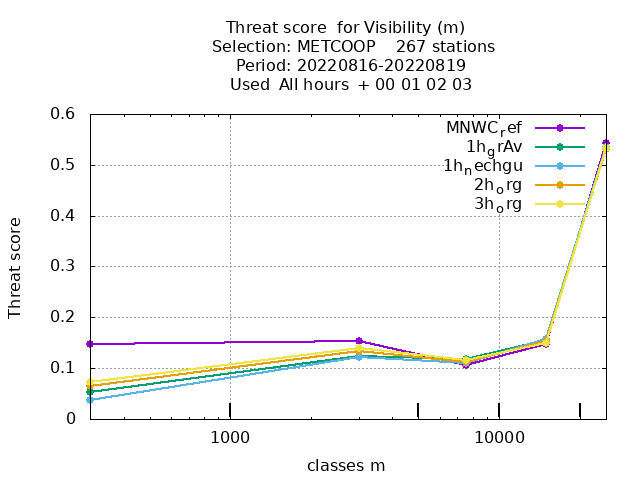 Threat score  for Visibility (m)
Selection: METCOOP    267 stations
Period: 20220816-20220819
Used  All hours  + 00 01 02 03
0.6
0.5
0.4
0.3
0.2
0.1
0
Threat score
MNWC_ref
1h_grAv
1h_nechgu
2h_org
3h_org
1000
10000
classes m